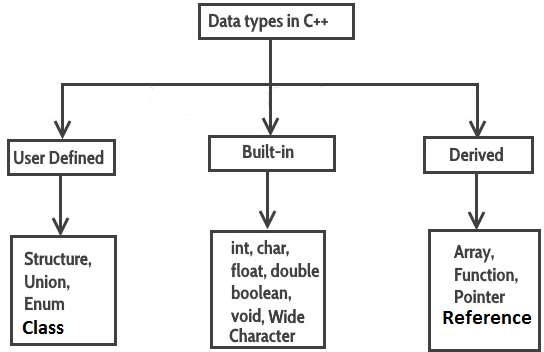 Data types in C++
User Defined
Built-in
Derived
Structure,
Union,
Enum
Class
int, char,
float, double
boolean,
void, Wide
Character
Array,
Function,
Pointer
Reference